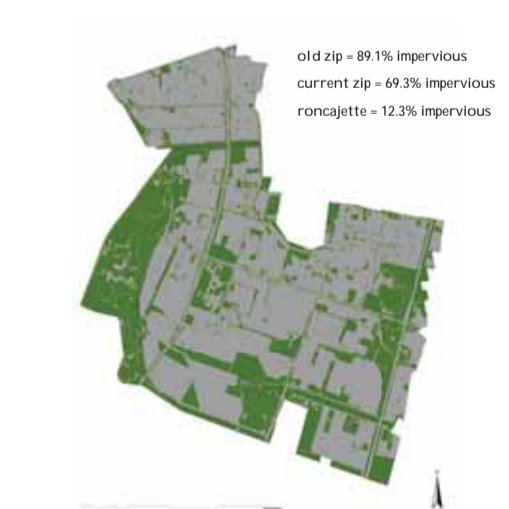 old zip = 89.1% impervious
current zip = 69.3% impervious
roncajette = 12.3% impervious